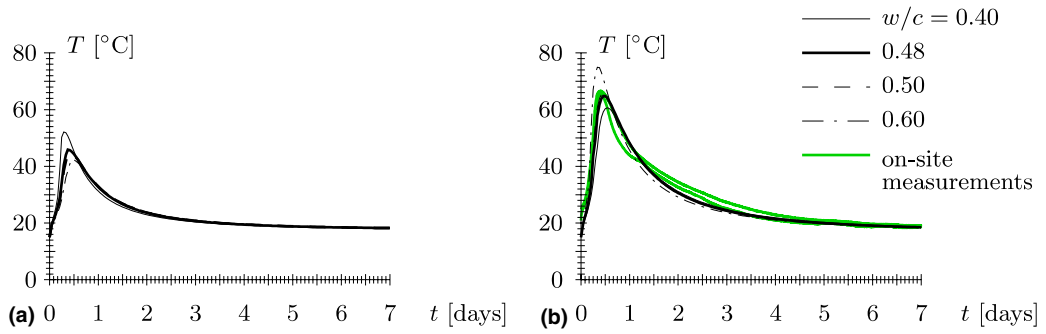 w/c = 0.40
T [°C]
T [°C]
80
60
40
20
0
80
60
40
20
0
0.48
0.50
0.60
on-site
measurements
(a) 0 1 2 3 4 5 6 7 t [days]
(b) 0 1 2 3 4 5 6 7 t [days]